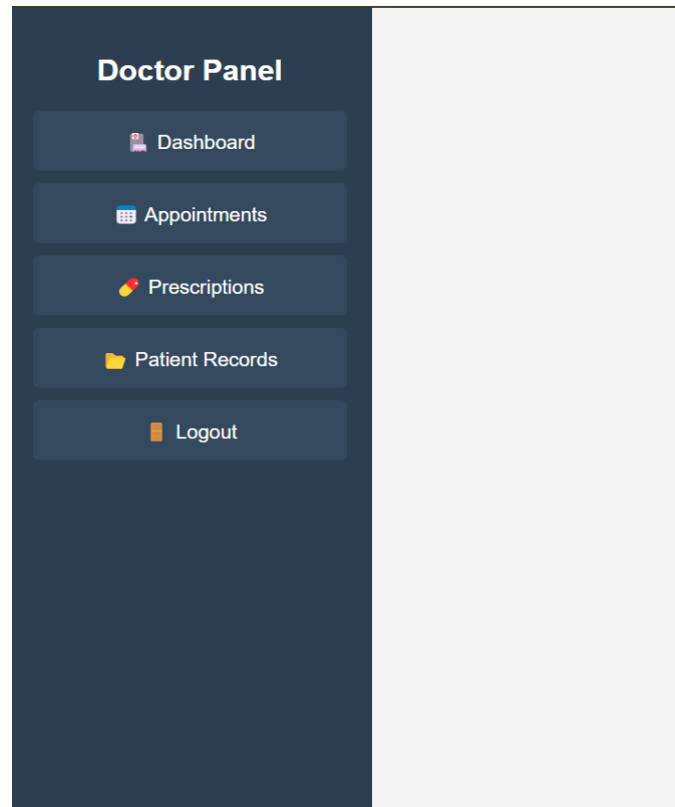 Doctor Panel
Dashboard
Appointments
Prescriptions
Patient Records
Logout